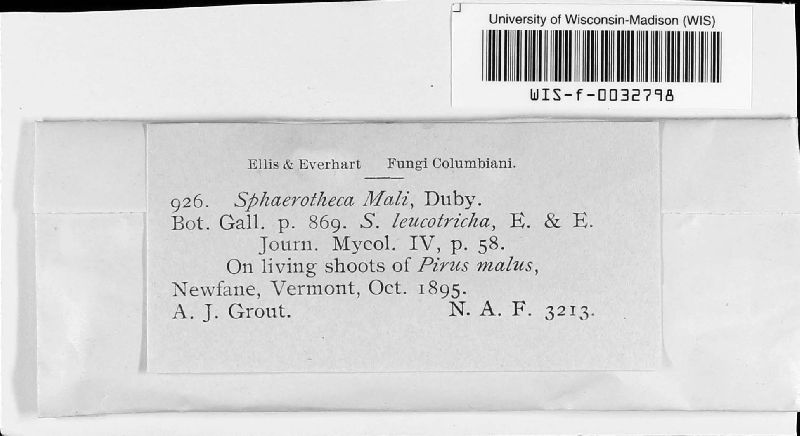 University of Wisconsin-Madison (WIS)
WIS-f-0032798
Ellis & Everhart Fungi Columbiani.
926. Sphaerotheca Mali, Duby.
Bot. Gall. p. 869. S. leucotricha, E. & E.
Journ. Mycol. IV, p. 58.
On living shoots of Pirus malus,
Newfane, Vermont, Oct. 1895.
A. J. Grout. N. A. F. 3213.